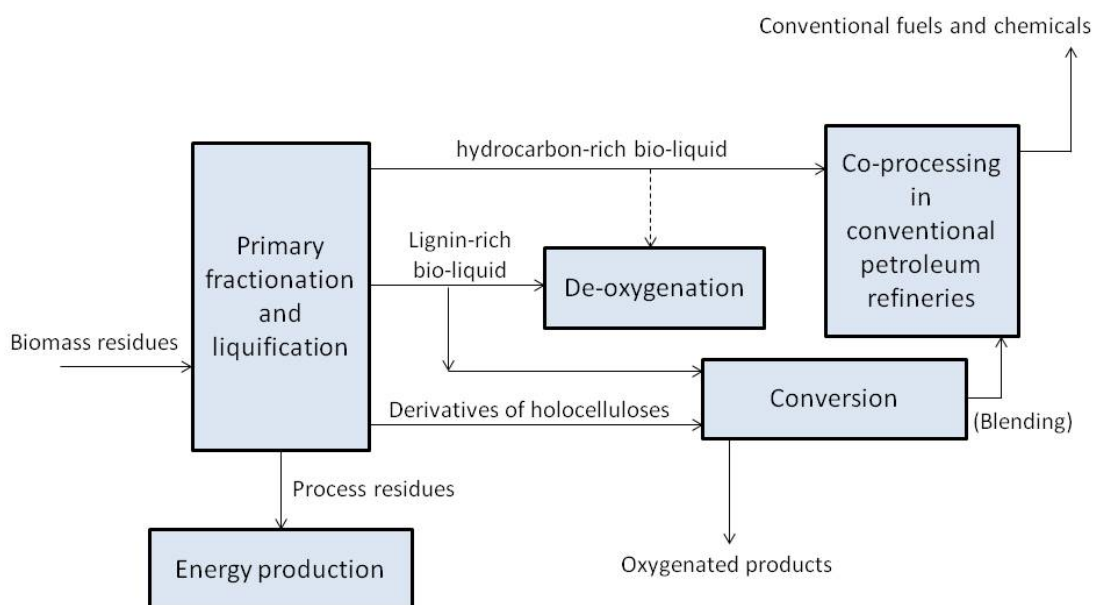 Conventional fuels and chemicals
hydrocarbon-rich bio-liquid
Co-processing
in
conventional
petroleum
refineries
Primary
fractionation
and
liquification
Lignin-rich
bio-liquid
De-oxygenation
Biomass residues
Derivatives of holocelluloses
Conversion
(Blending)
Process residues
Energy production
Oxygenated products